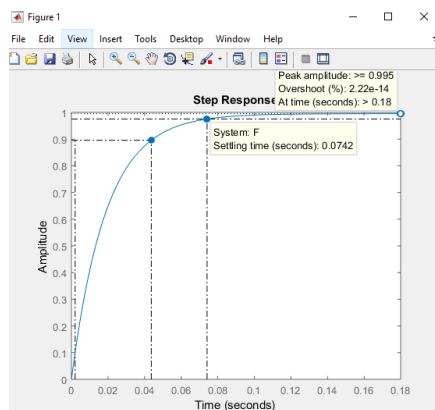 Figure 1
File Edit View Insert Tools Desktop Window Help
Peak amplitude: >= 0.995
Overshoot (%): 2.22e-14
At time (seconds): > 0.18
Step Response
System: F
Settling time (seconds): 0.0742
1
0.9
0.8
0.7
0.6
0.5
0.4
0.3
0.2
0.1
0
Amplitude
0 0.02 0.04 0.06 0.08 0.1 0.12 0.14 0.16 0.18
Time (seconds)